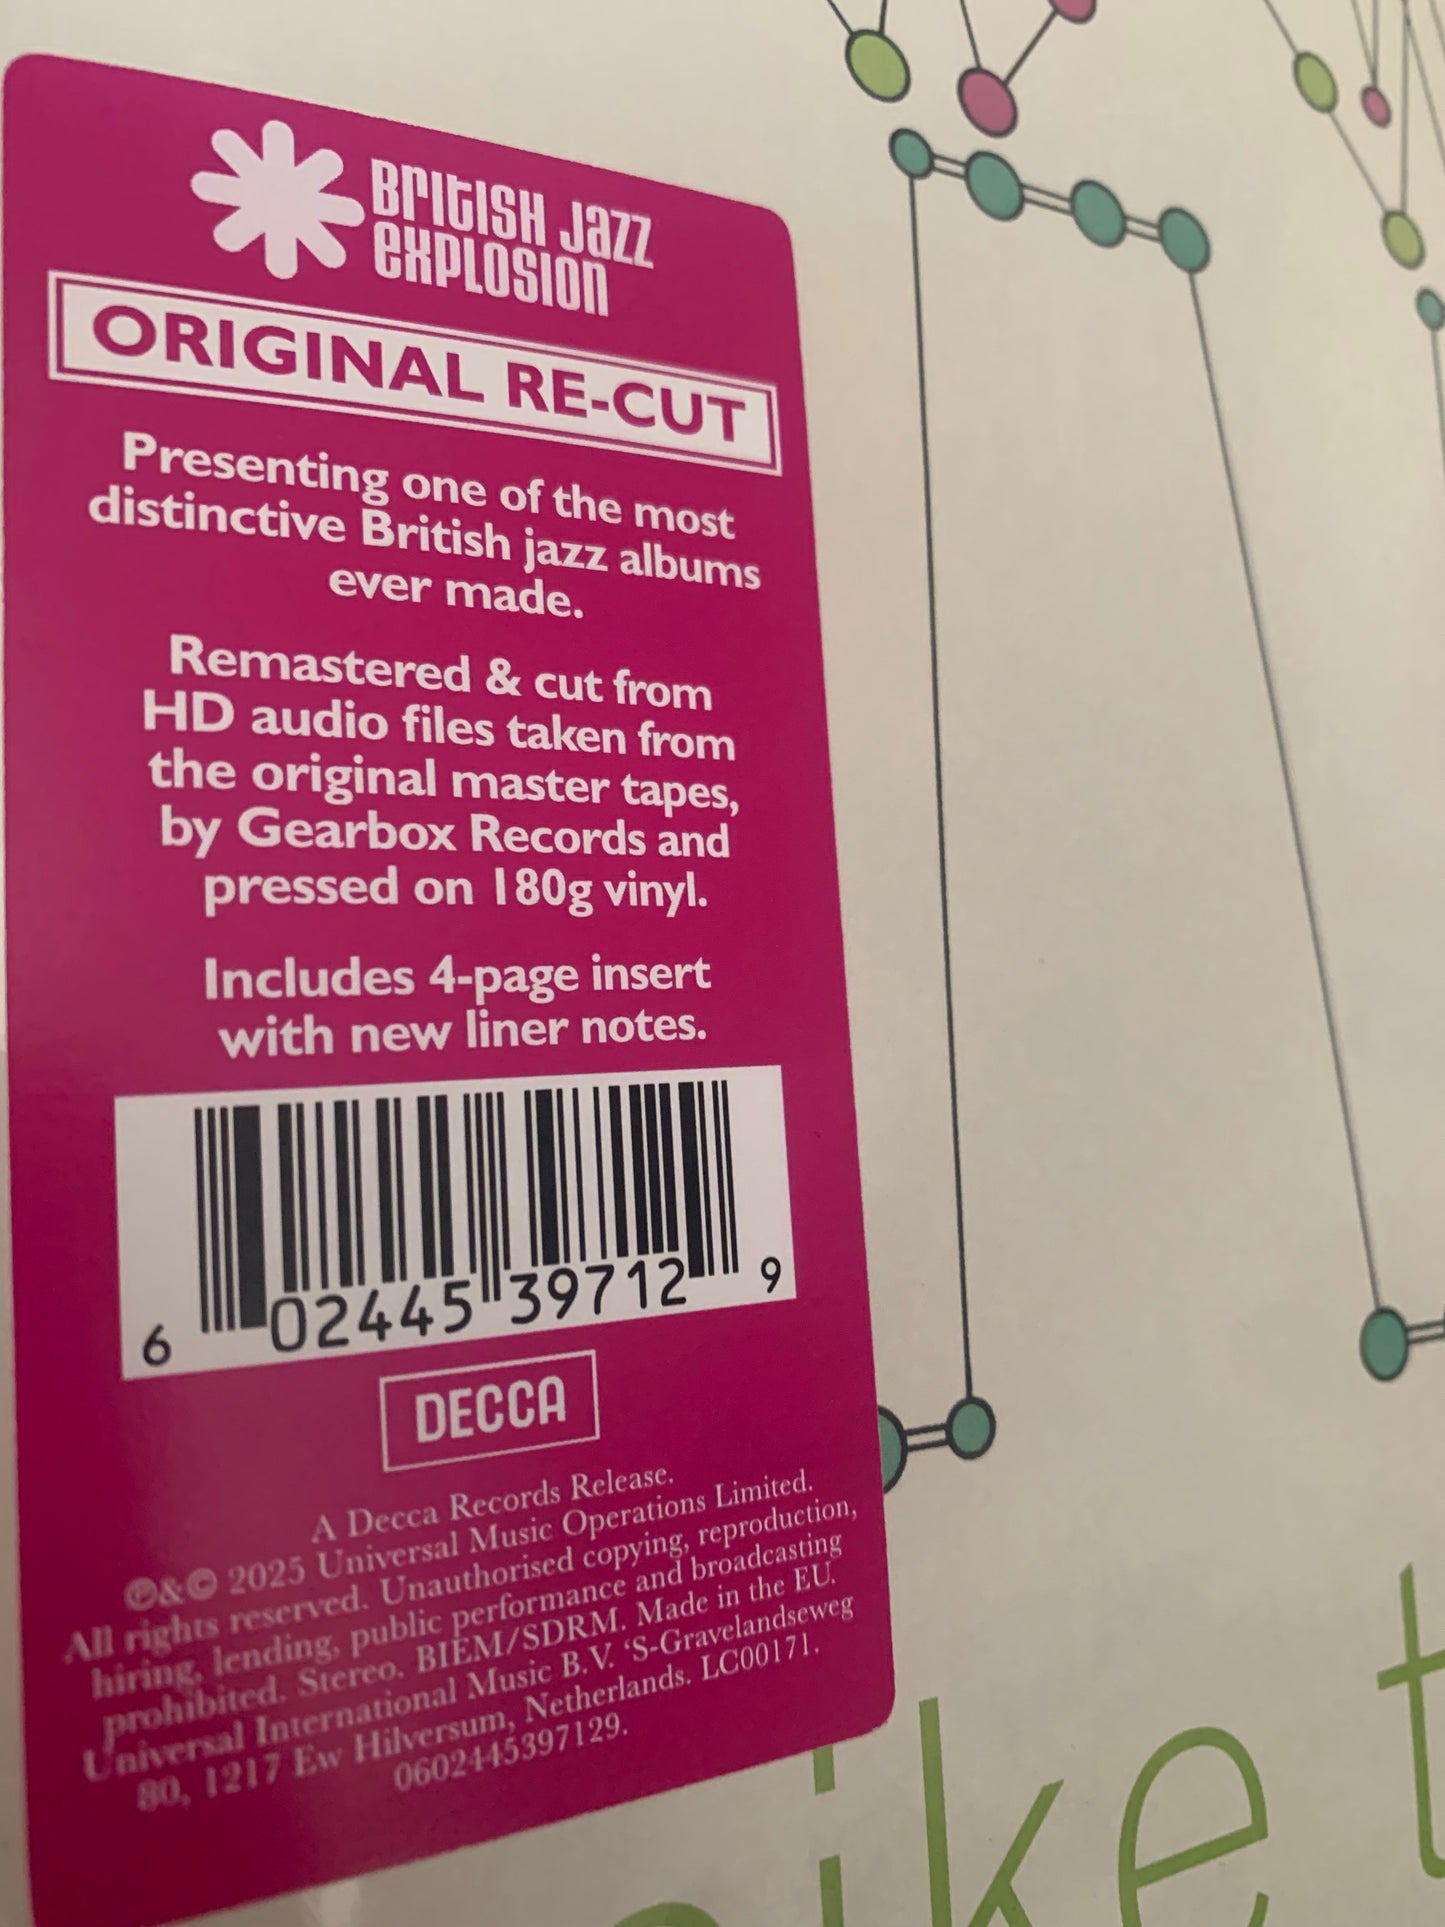 BRITISH JAZZ
EXPLOSION
ORIGINAL RE-CUT
Presenting one of the most
distinctive British jazz albums
ever made.
Remastered & cut from
HD audio files taken from
the original master tapes,
by Gearbox Records and
pressed on 180g vinyl.
Includes 4-page insert
with new liner notes.
6 02445 39712 9
DECCA
A Decca Records Release.
℗&© 2025 Universal Music Operations Limited.
All rights reserved. Unauthorised copying, reproduction,
hiring, lending, public performance and broadcasting
prohibited. Stereo. BIEM/SDRM. Made in the EU.
Universal International Music B.V. ‘S-Gravelandseweg
80, 1217 Ew Hilversum, Netherlands. LC00171.
0602445397129.
ike t